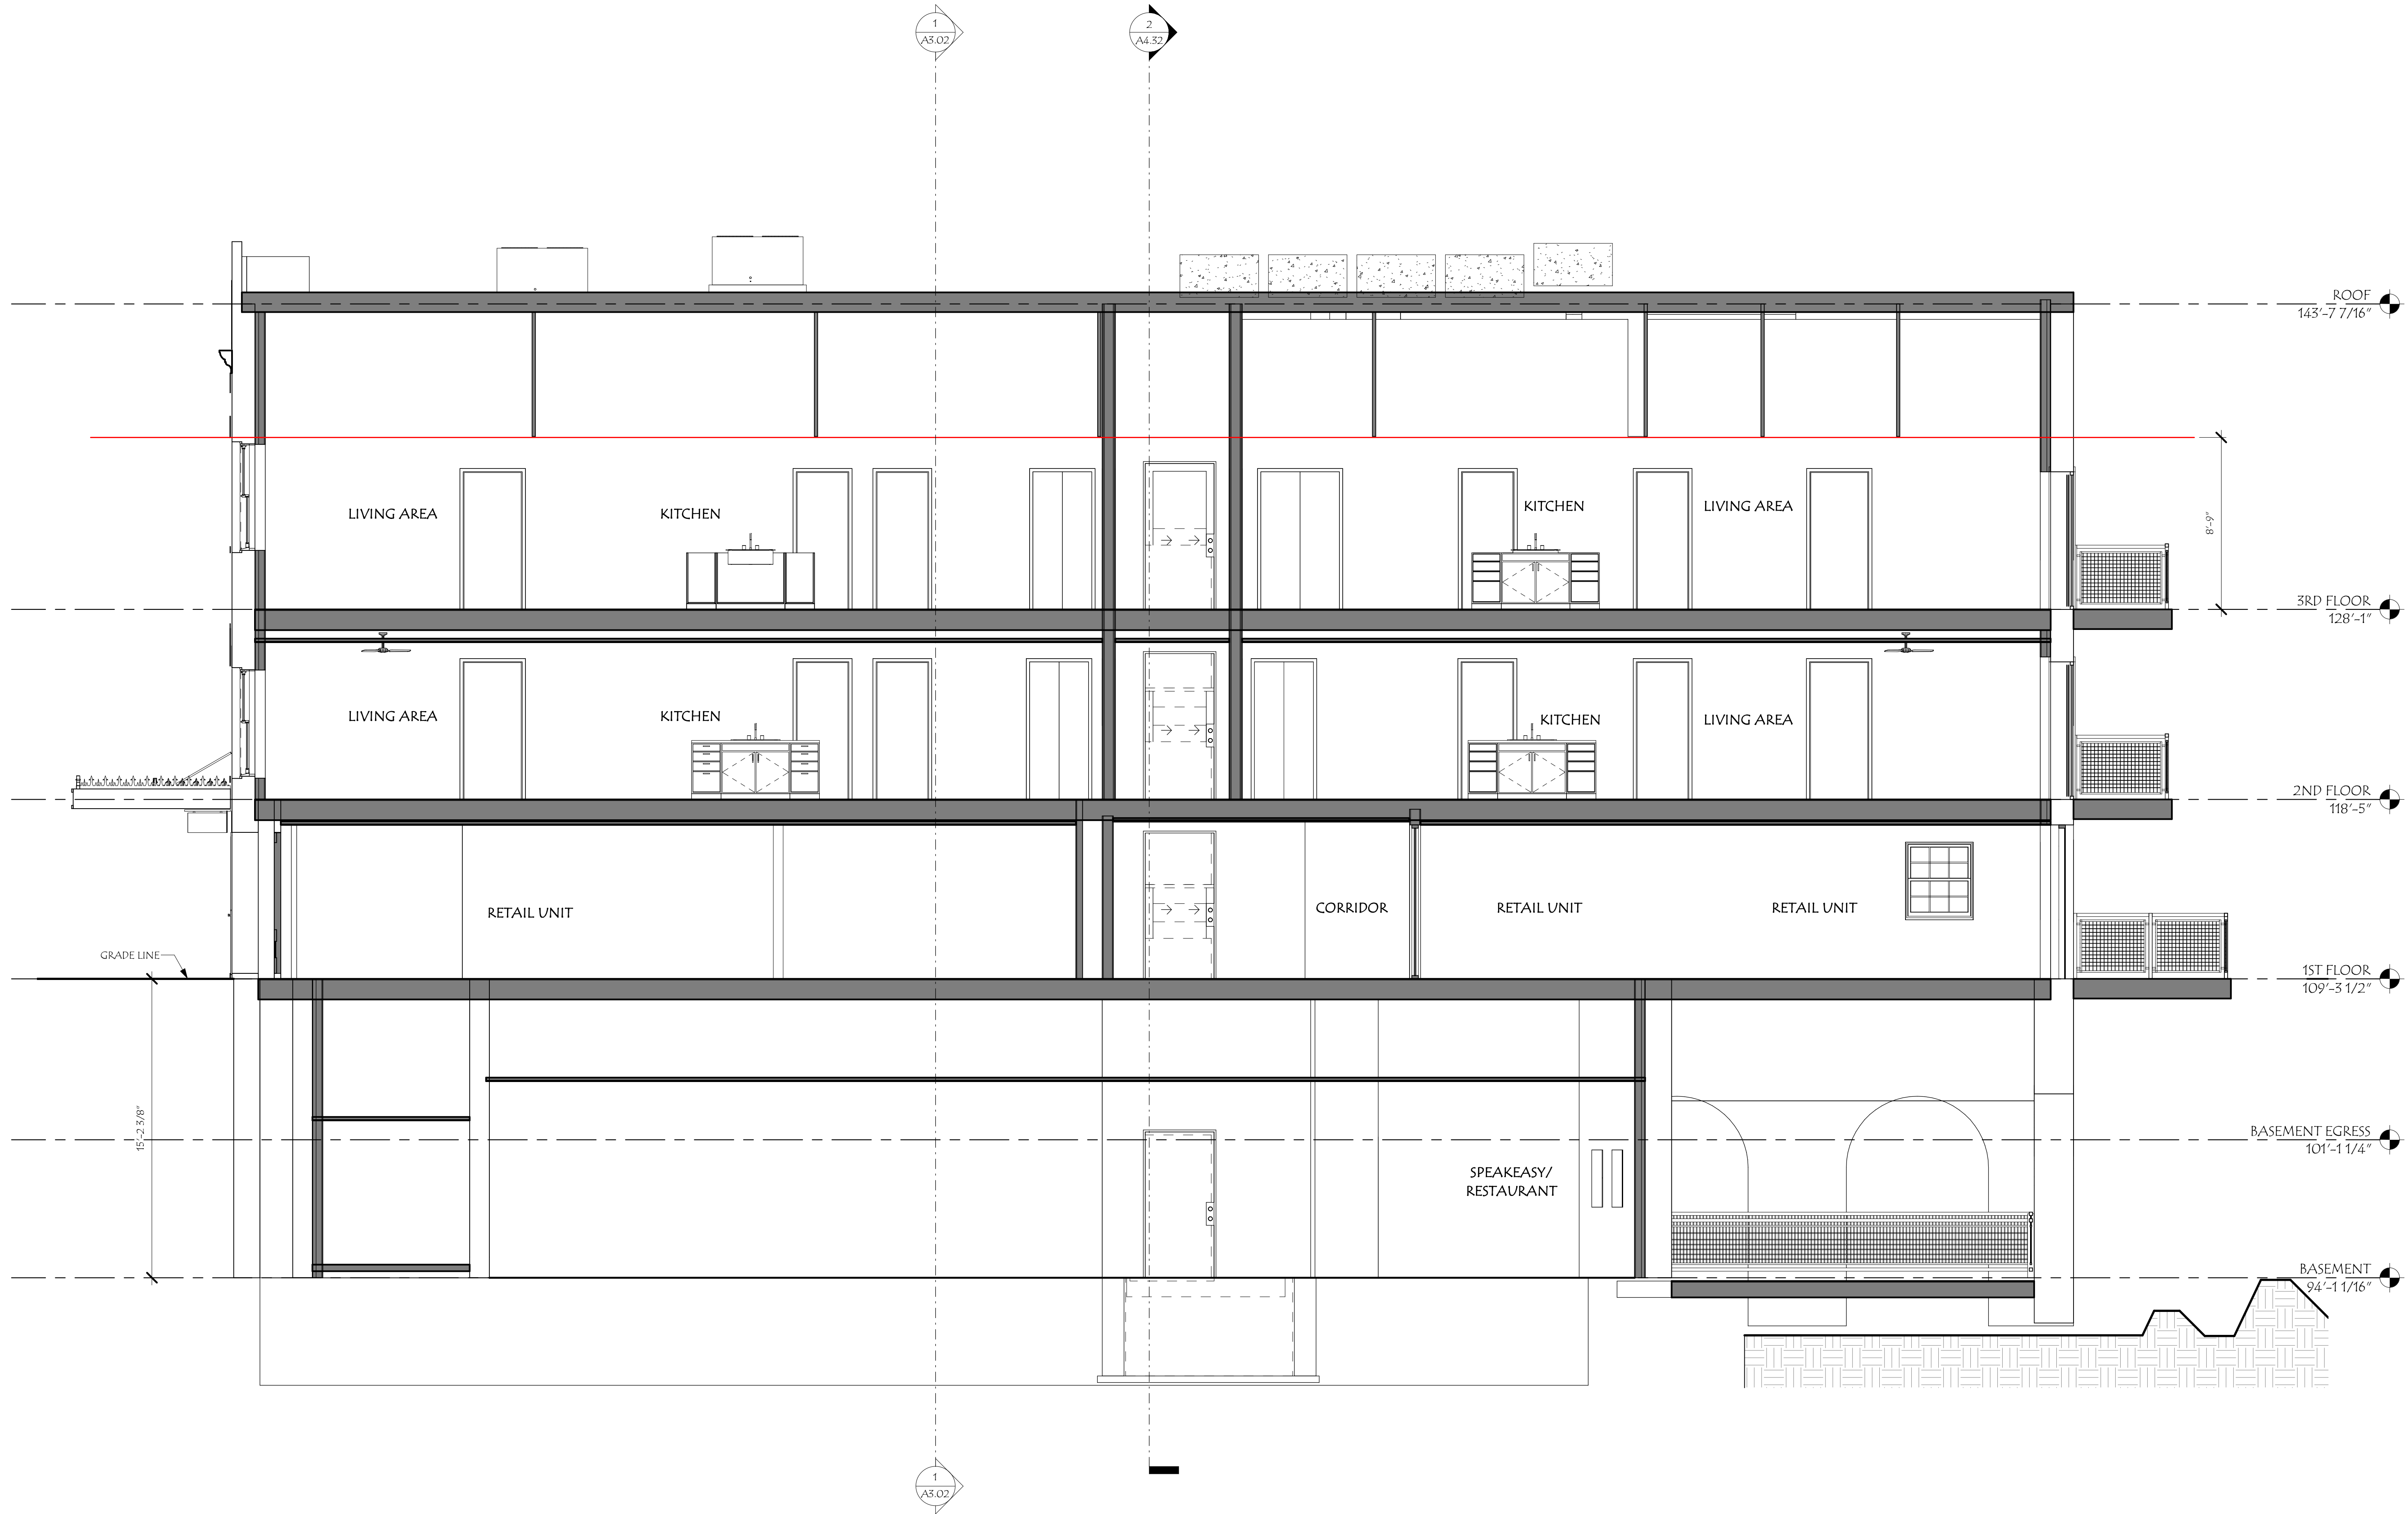 1
A3.02
2
A4.32
ROOF
143'-7 7/16"
LIVING AREA
KITCHEN
KITCHEN
LIVING AREA
8'-9"
3RD FLOOR
128'-1"
LIVING AREA
KITCHEN
KITCHEN
LIVING AREA
2ND FLOOR
118'-5"
RETAIL UNIT
CORRIDOR
RETAIL UNIT
RETAIL UNIT
GRADE LINE
1ST FLOOR
109'-3 1/2"
15'-2 3/8"
BASEMENT EGRESS
101'-1 1/4"
SPEAKEASY/
RESTAURANT
BASEMENT
94'-1 1/16"
1
A3.02